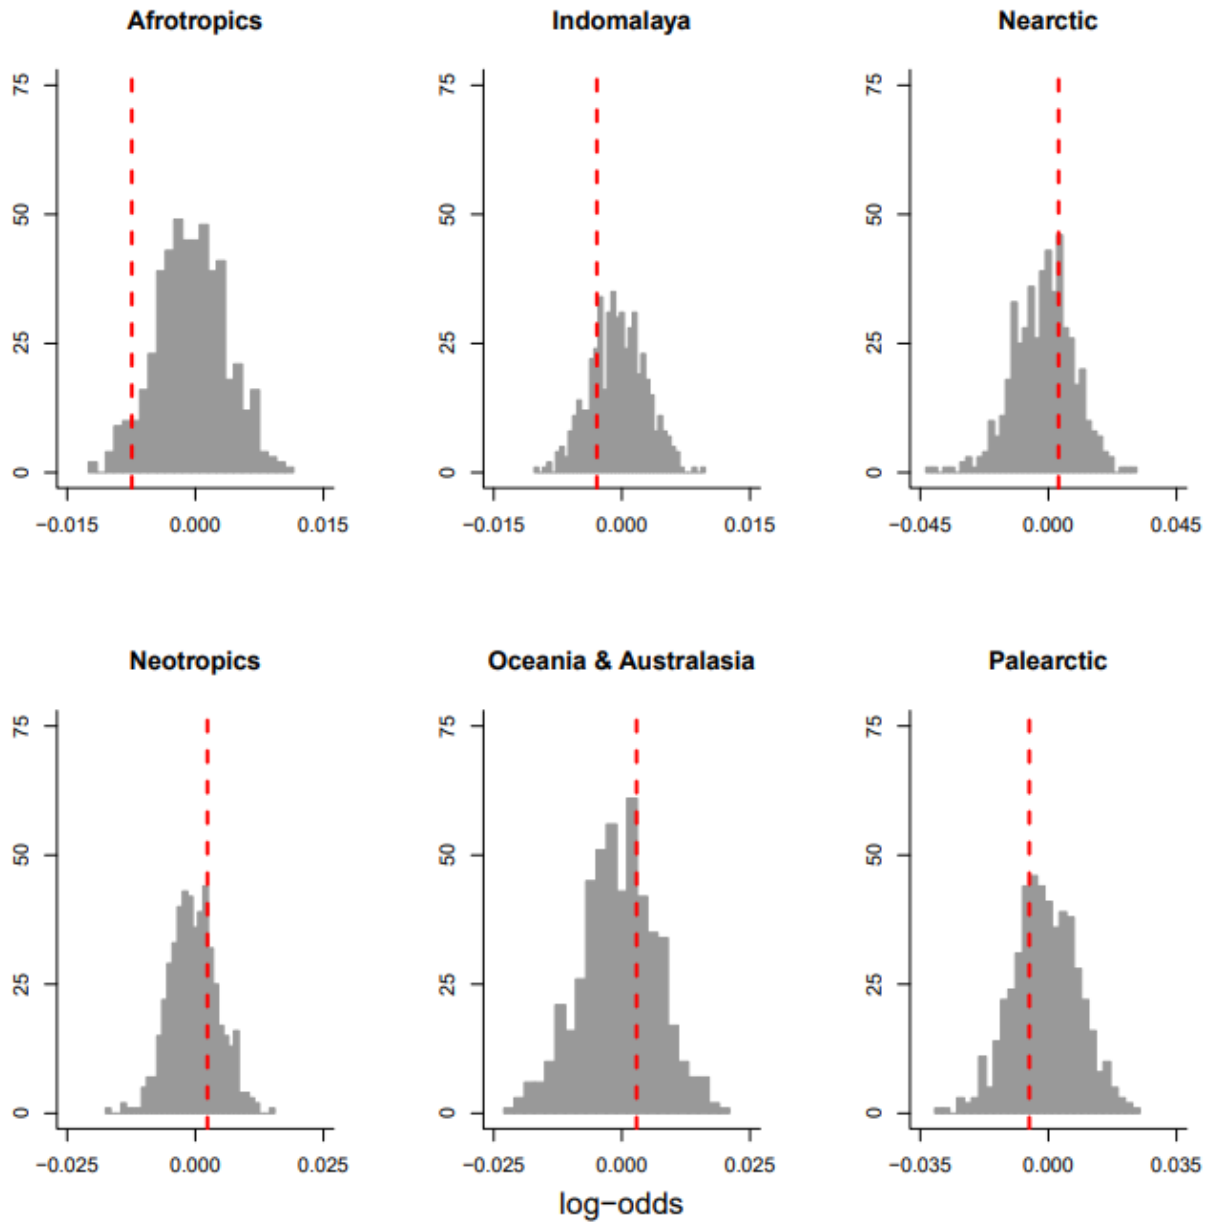 Afrotropics Indomalaya Nearctic
75 75 75
50 50 50
25 25 25
0 0 0
−0.015 0.000 0.015 −0.015 0.000 0.015 −0.045 0.000 0.045
Neotropics Oceania & Australasia Palearctic
75 75 75
50 50 50
25 25 25
0 0 0
−0.025 0.000 0.025 −0.025 0.000 0.025 −0.035 0.000 0.035
log−odds